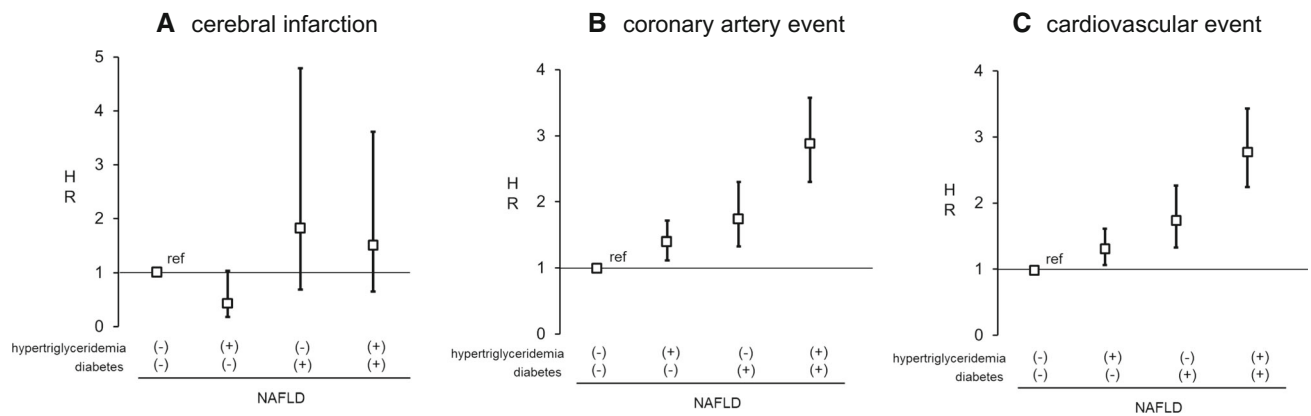 A cerebral infarction
5
4
3
2
1
0
H
R
ref
hypertriglyceridemia (-) (+) (-) (+)
diabetes (-) (-) (+) (+)
NAFLD
B coronary artery event
4
3
2
1
0
H
R
ref
hypertriglyceridemia (-) (+) (-) (+)
diabetes (-) (-) (+) (+)
NAFLD
C cardiovascular event
4
3
2
1
0
H
R
ref
hypertriglyceridemia (-) (+) (-) (+)
diabetes (-) (-) (+) (+)
NAFLD